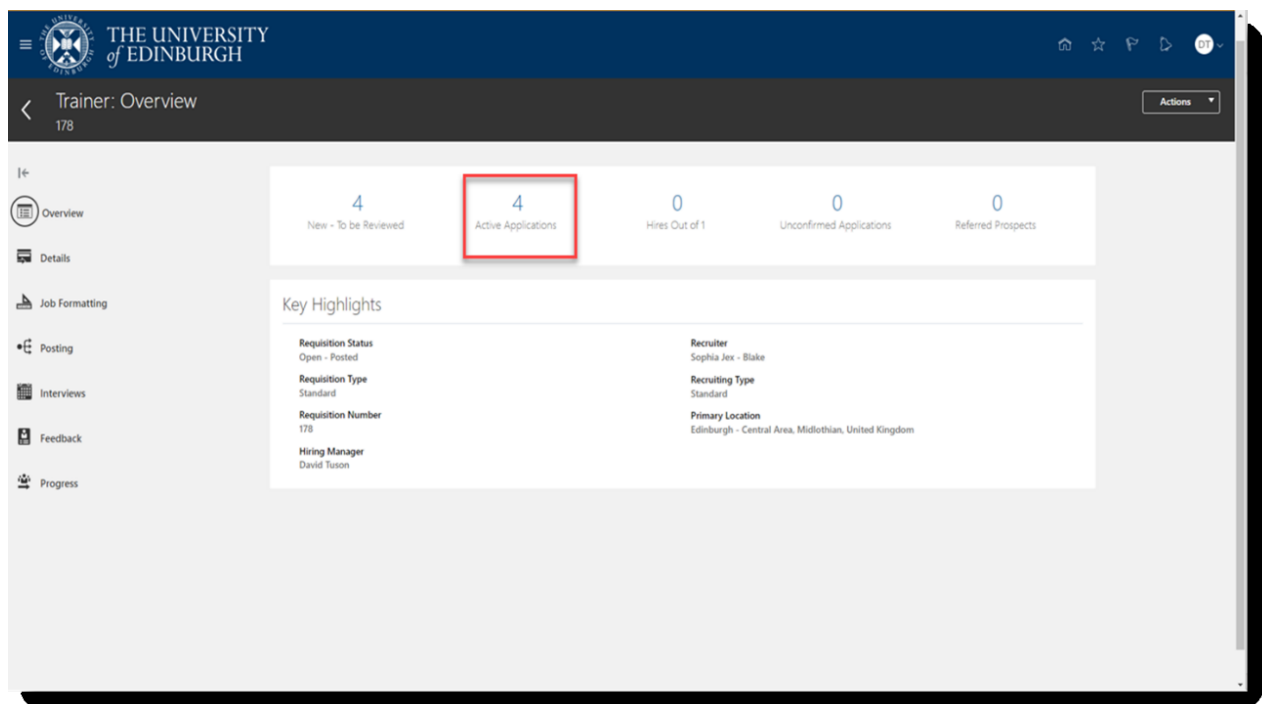 THE UNIVERSITY
of EDINBURGH
DT
Trainer: Overview
178
Actions
Overview
Details
Job Formatting
Posting
Interviews
Feedback
Progress
4
New - To be Reviewed
4
Active Applications
0
Hires Out of 1
0
Unconfirmed Applications
0
Referred Prospects
Key Highlights
Requisition Status
Open - Posted
Requisition Type
Standard
Requisition Number
178
Hiring Manager
David Tuson
Recruiter
Sophia Jex - Blake
Recruiting Type
Standard
Primary Location
Edinburgh - Central Area, Midlothian, United Kingdom